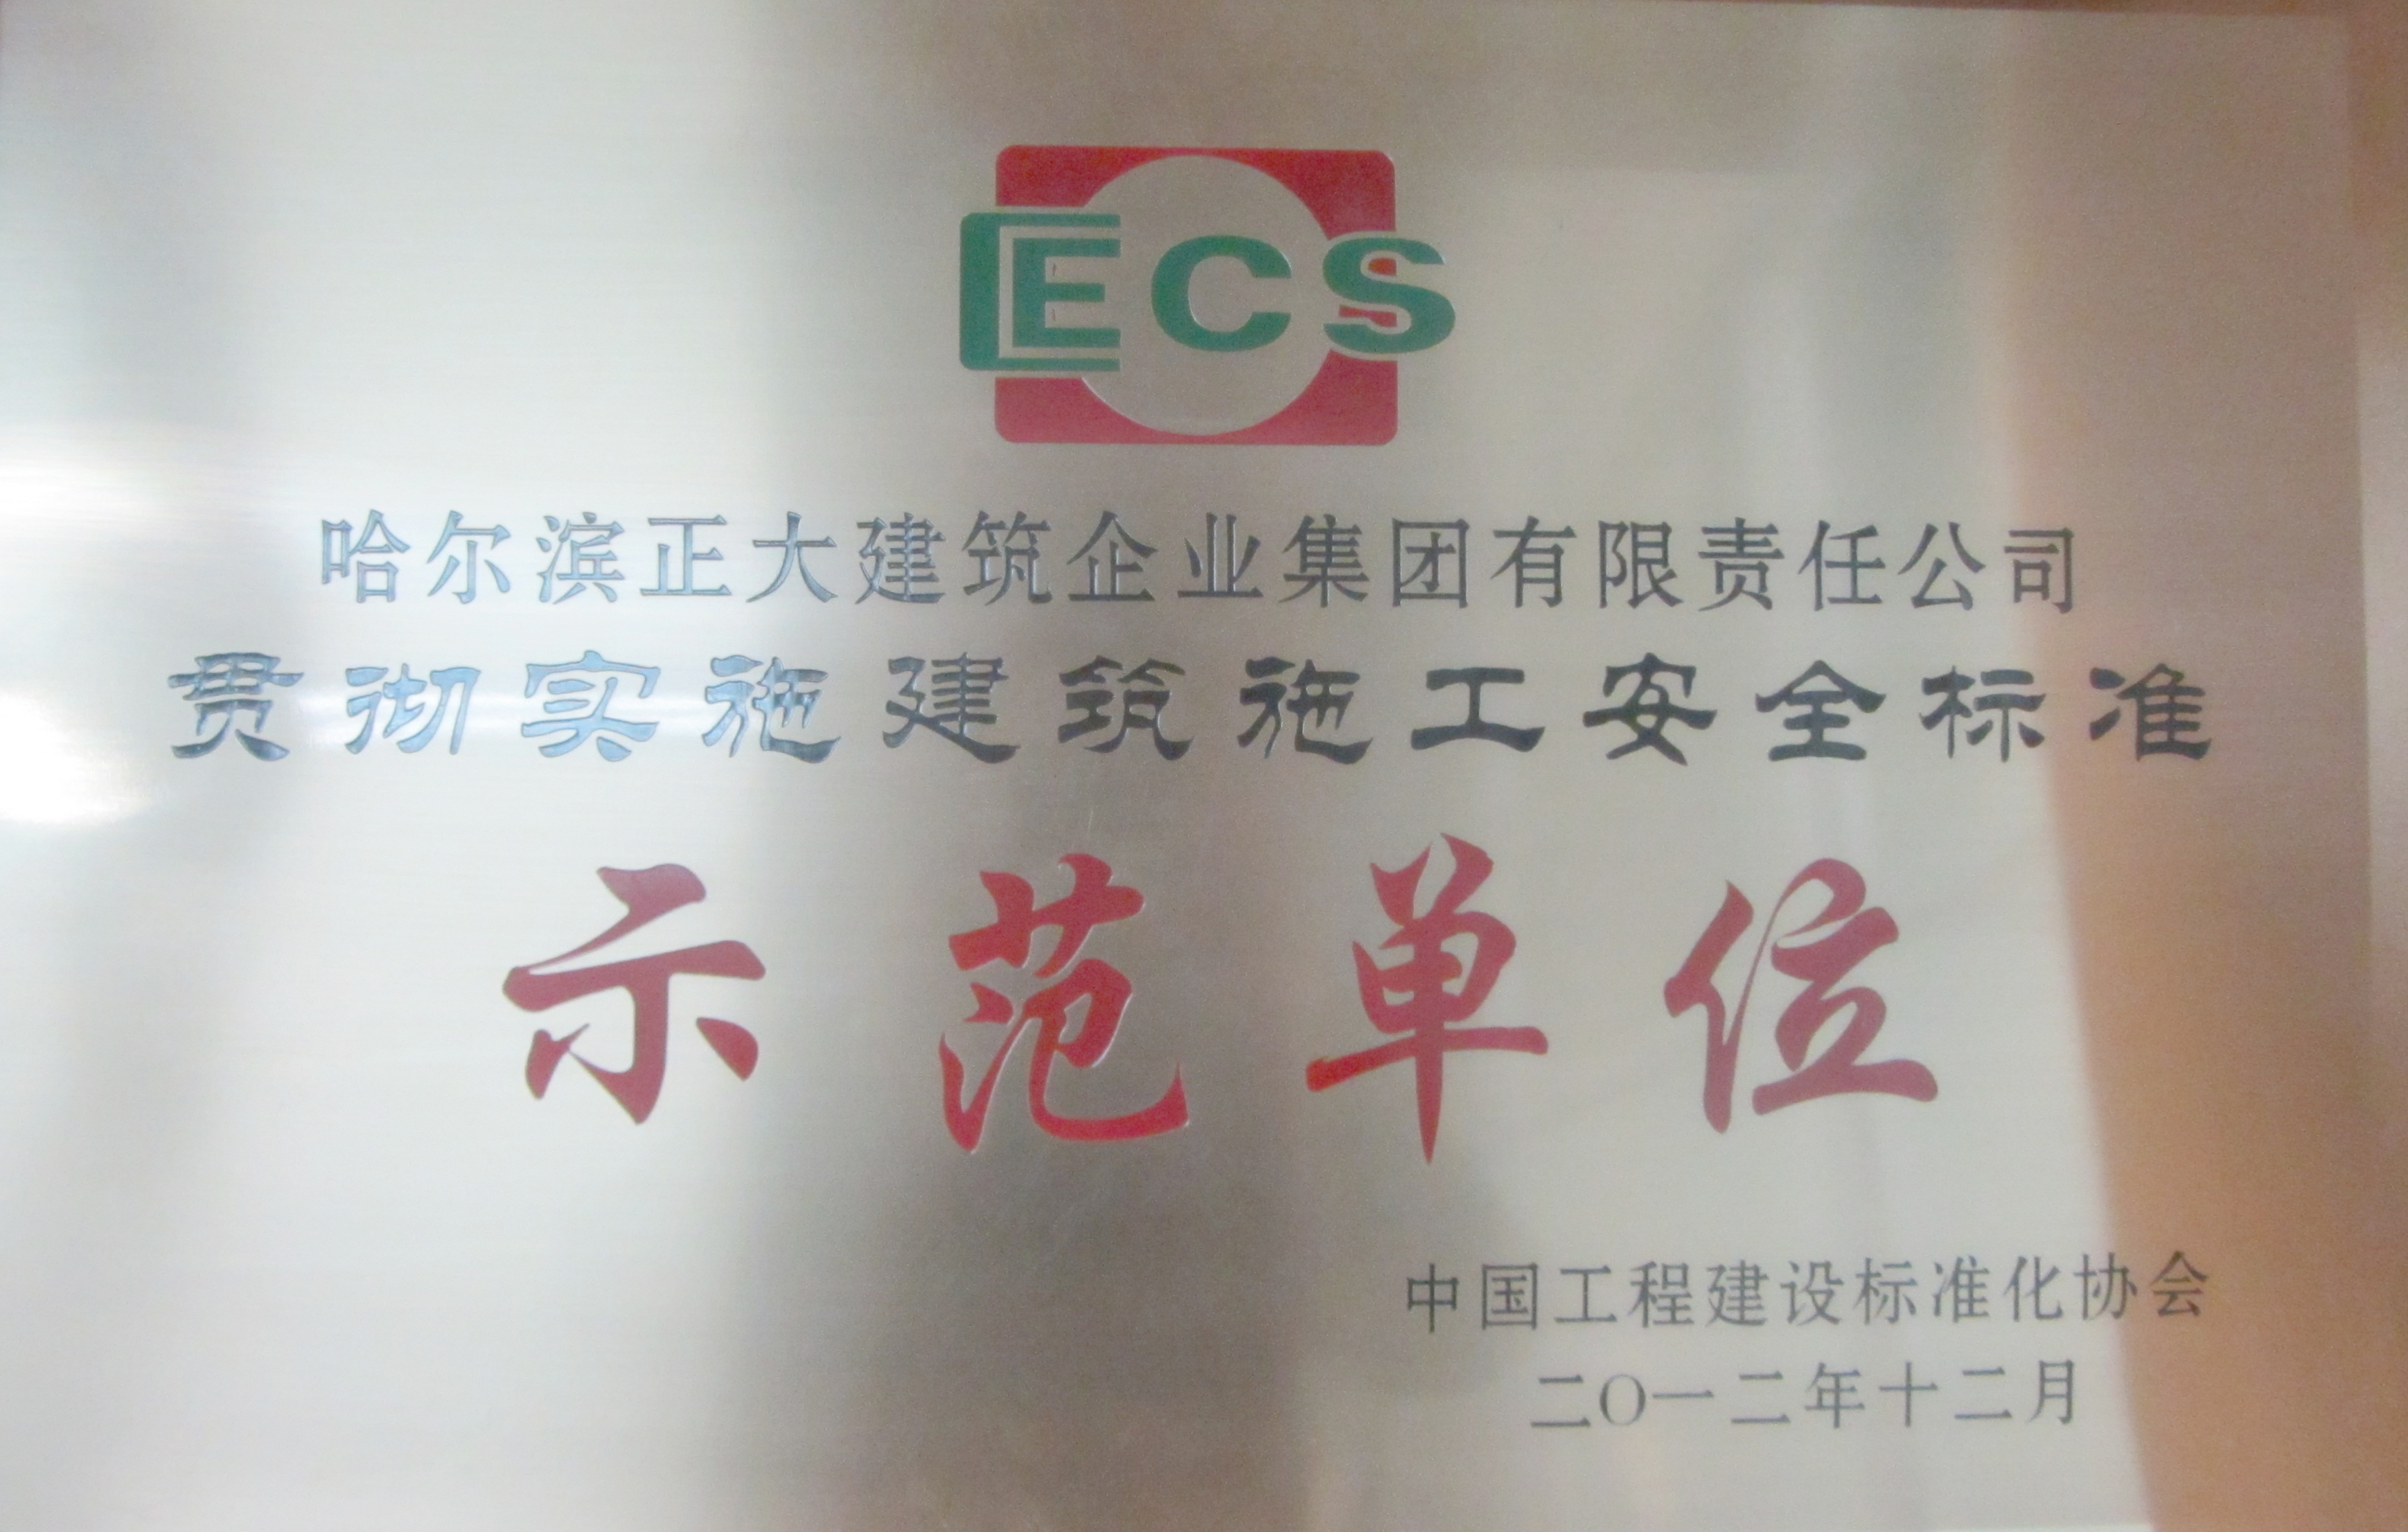 CECS
哈尔滨正大建筑企业集团有限责任公司
贯彻实施建筑施工安全标准
示范单位
中国工程建设标准化协会
二〇一二年十二月